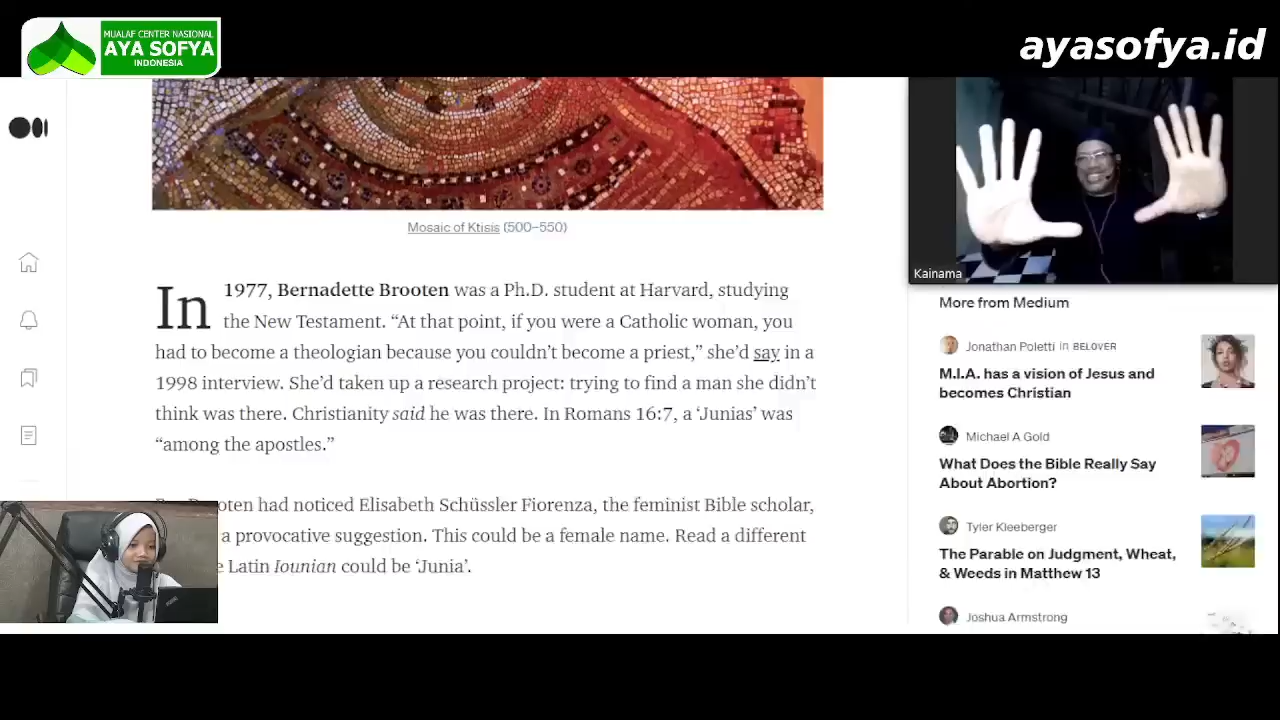 MUALAF CENTER NASIONAL
AYA SOFYA
INDONESIA
ayasofya.id
Mosaic of Ktisis (500–550)
Kainama
In 1977, Bernadette Brooten was a Ph.D. student at Harvard, studying
the New Testament. “At that point, if you were a Catholic woman, you
had to become a theologian because you couldn’t become a priest,” she’d say in a
1998 interview. She’d taken up a research project: trying to find a man she didn’t
think was there. Christianity said he was there. In Romans 16:7, a ‘Junias’ was
“among the apostles.”
oten had noticed Elisabeth Schüssler Fiorenza, the feminist Bible scholar,
a provocative suggestion. This could be a female name. Read a different
Latin Iounian could be ‘Junia’.
More from Medium
Jonathan Poletti in BELOVER
M.I.A. has a vision of Jesus and
becomes Christian
Michael A Gold
What Does the Bible Really Say
About Abortion?
Tyler Kleeberger
The Parable on Judgment, Wheat,
& Weeds in Matthew 13
Joshua Armstrong